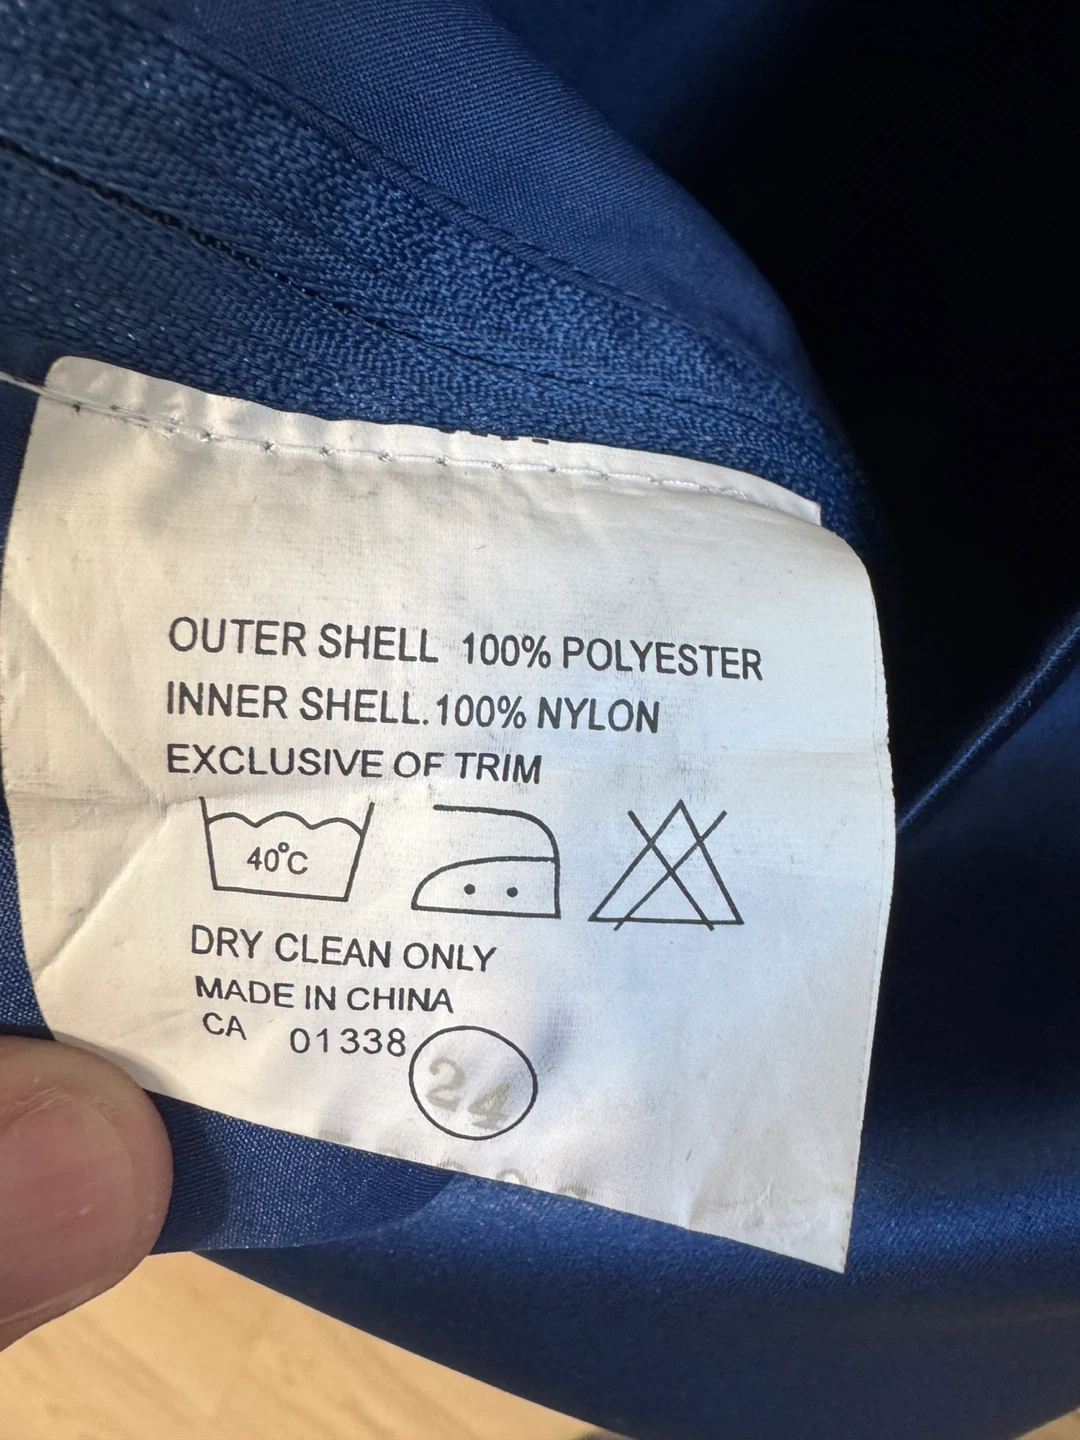 OUTER SHELL 100% POLYESTER
INNER SHELL.100% NYLON
EXCLUSIVE OF TRIM
40°C
DRY CLEAN ONLY
MADE IN CHINA
CA 01338
24